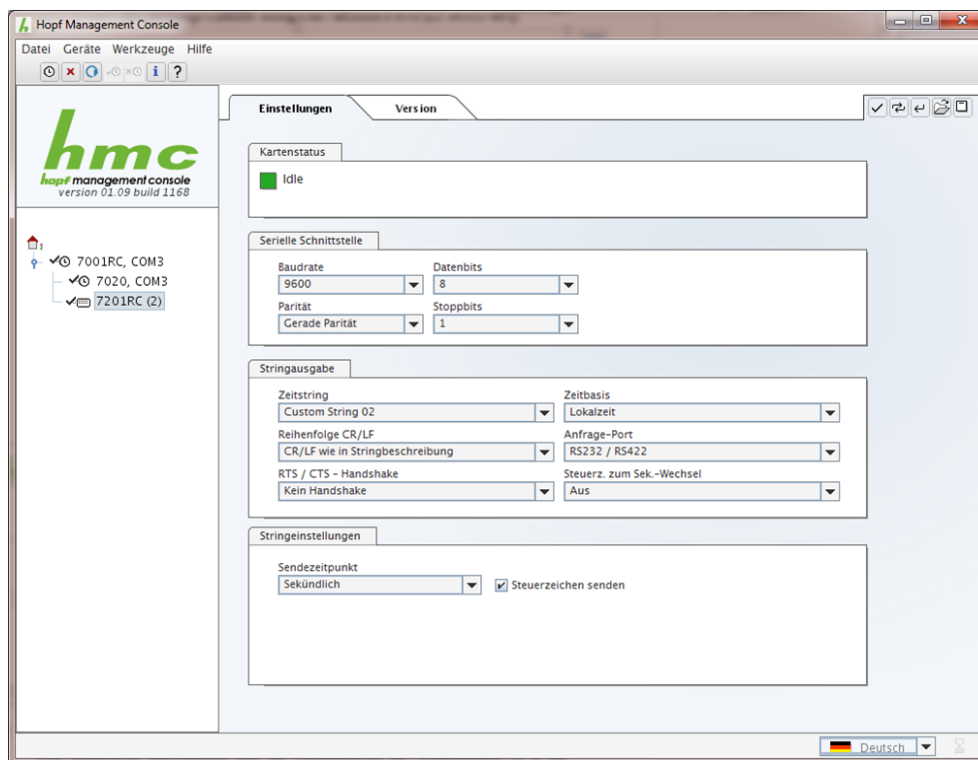 Hopf Management Console
Datei Geräte Werkzeuge Hilfe
hmc
hopf management console
version 01.09 build 1168
1
7001RC, COM3
7020, COM3
7201RC (2)
Einstellungen Version
Kartenstatus
Idle
Serielle Schnittstelle
Baudrate Datenbits
9600 8
Parität Stoppbits
Gerade Parität 1
Stringausgabe
Zeitstring Zeitbasis
Custom String 02 Lokalzeit
Reihenfolge CR/LF Anfrage-Port
CR/LF wie in Stringbeschreibung RS232 / RS422
RTS / CTS - Handshake Steuerz. zum Sek.-Wechsel
Kein Handshake Aus
Stringeinstellungen
Sendezeitpunkt
Sekündlich Steuerzeichen senden
Deutsch